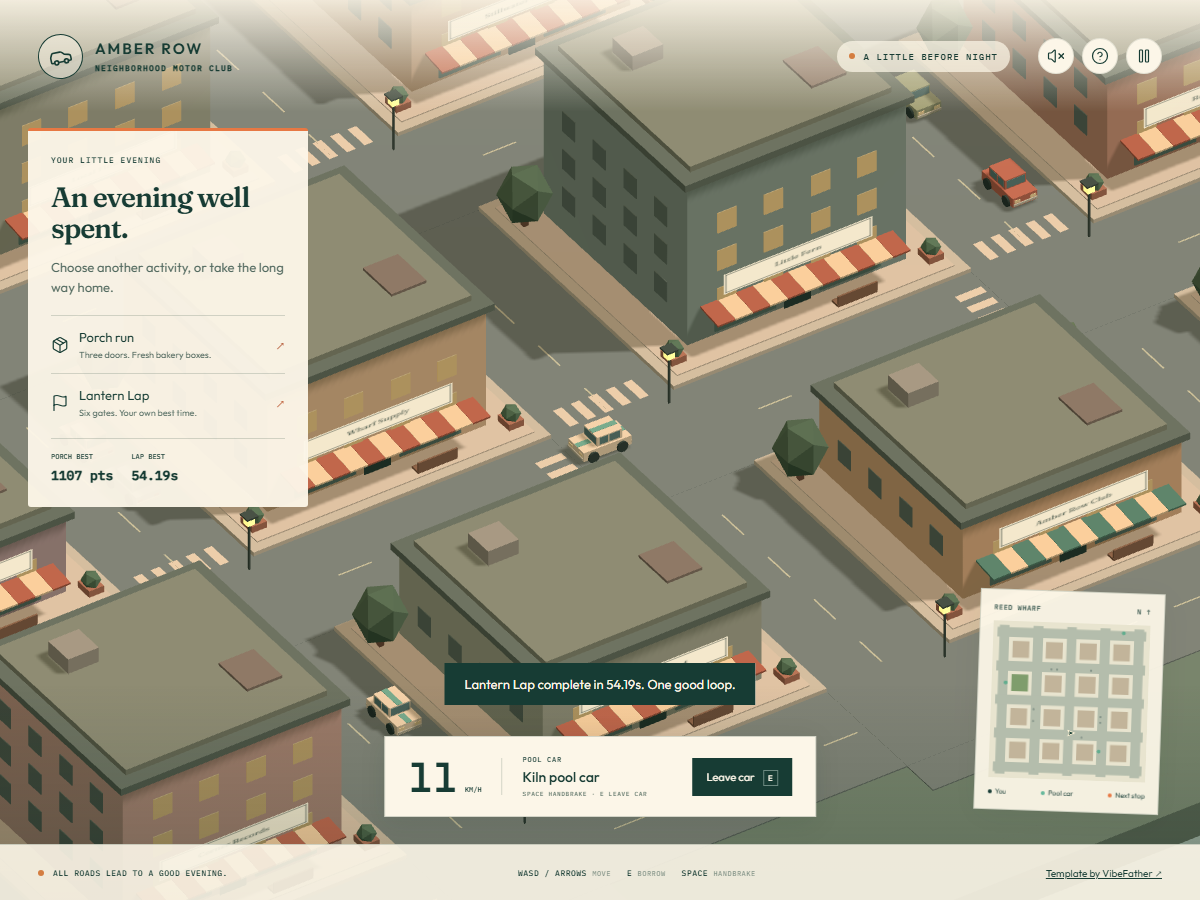 AMBER ROW
NEIGHBORHOOD MOTOR CLUB
A LITTLE BEFORE NIGHT
YOUR LITTLE EVENING
An evening well
spent.
Choose another activity, or take the long
way home.
Porch run
Three doors. Fresh bakery boxes.
Lantern Lap
Six gates. Your own best time.
PORCH BEST
LAP BEST
1107 pts
54.19s
Little Fern
Wharf Supply
Amber Row Club
Records
REED WHARF
N ↑
You
Pool car
Next stop
Lantern Lap complete in 54.19s. One good loop.
11 KM/H
POOL CAR
Kiln pool car
SPACE HANDBRAKE · E LEAVE CAR
Leave car E
ALL ROADS LEAD TO A GOOD EVENING.
WASD / ARROWS MOVE E BORROW SPACE HANDBRAKE
Template by VibeFather ↗